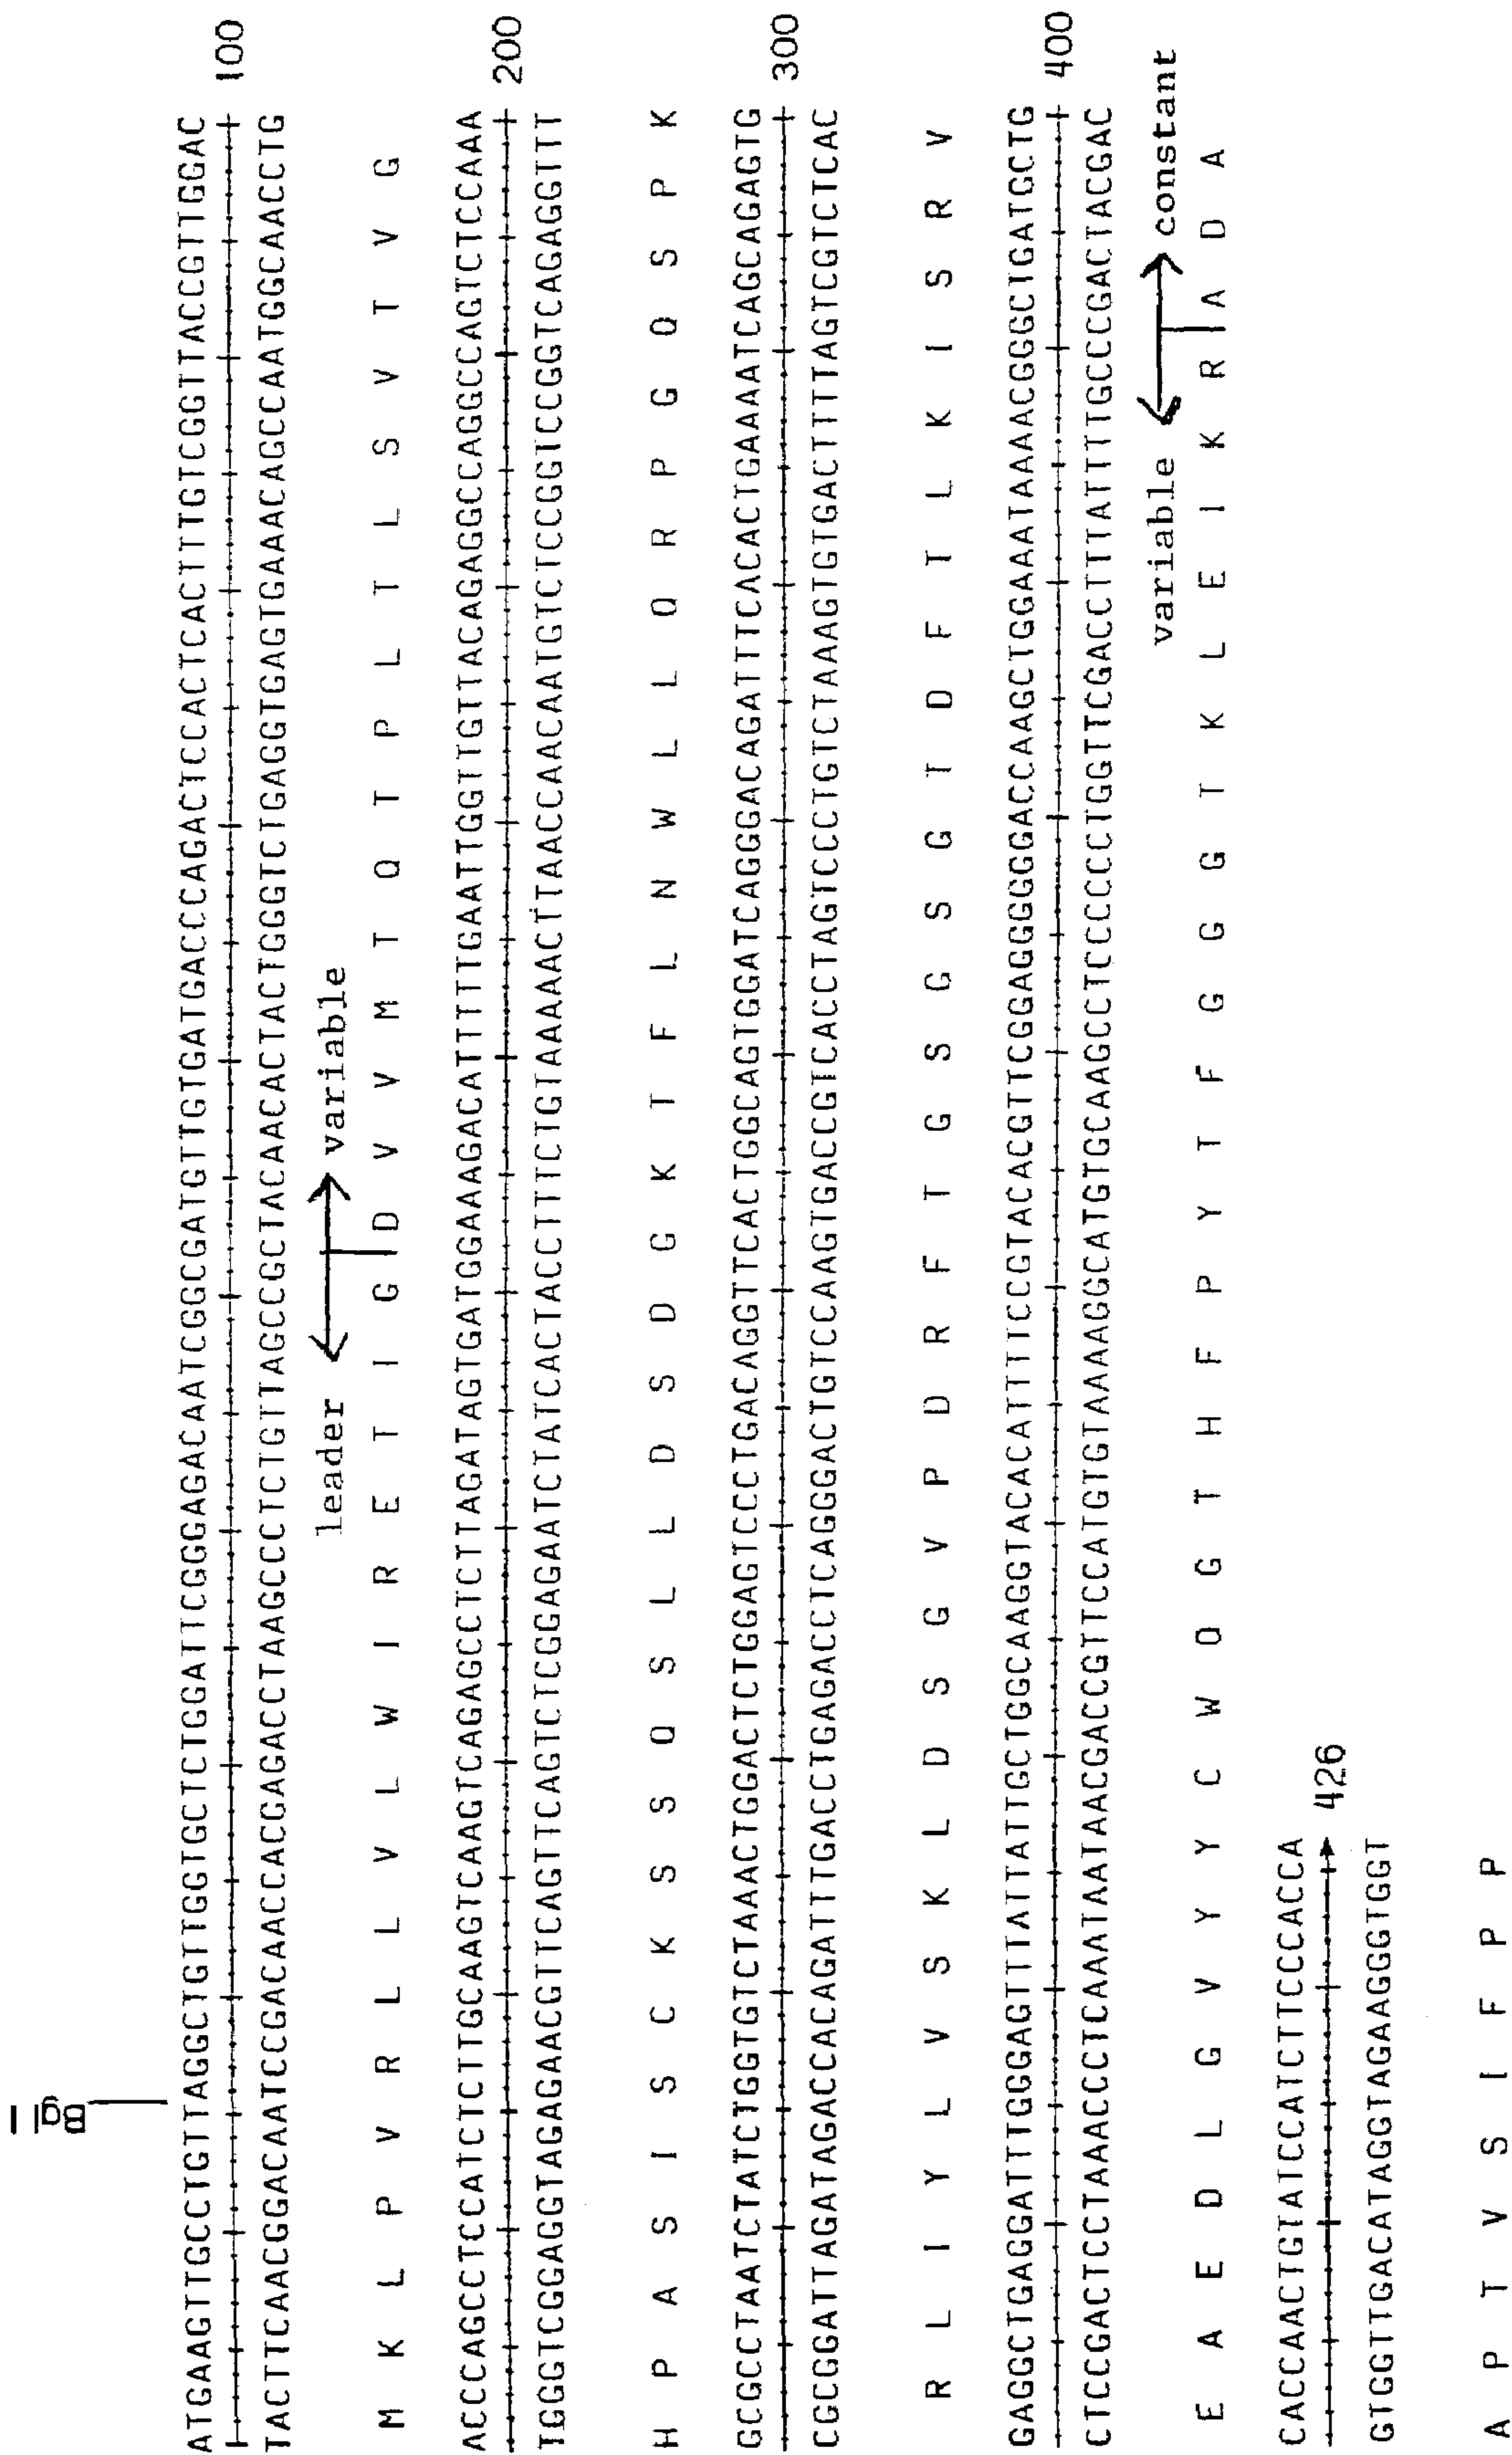 Bgl I
ATGAAGTTGCCTGTTAGGCTGTTGGTGCTCTGGATTCGGGAGACAATCGGCGATGTTGTGATGACCCAGACTCCACTCACTTTGTCGGTTACCGTTGGAC
100
TACTTCAACGGACAATCCGACAACCACGAGACCTAAGCCCTCTGTTAGCCGCTACAACACTACTGGGTCTGAGGTGAGTGAAACAGCCAATGGCAACCTG
leader variable
M K L P V R L L V L W I R E T I G D V V M T Q T P L T L S V T V G
ACCCAGCCTCCATCTCTTGCAAGTCAAGTCAGAGCCTCTTAGATAGTGATGGAAAGACATTTTTGAATTGGTTGTTACAGAGGCCAGGCCAGTCTCCAAA
200
TGGGTCGGAGGTAGAGAACGTTCAGTTCAGTCTCGGAGAATCTATCACTACCTTTCTGTAAAAACTTAACCAACAATGTCTCCGGTCCGGTCAGAGGTTT
H P A S I S C K S S Q S L L D S D G K T F L N W L L Q R P G Q S P K
GCGCCTAATCTATCTGGTGTCTAAACTGGACTCTGGAGTCCCTGACAGGTTCACTGGCAGTGGATCAGGGACAGATTTCACACTGAAAATCAGCAGAGTG
300
CGCGGATTAGATAGACCACAGATTTGACCTGAGACCTCAGGGACTGTCCAAGTGACCGTCACCTAGTCCCTGTCTAAAGTGTGACTTTTAGTCGTCTCAC
R L I Y L V S K L D S G V P D R F T G S G S G T D F T L K I S R V
GAGGCTGAGGATTTGGGAGTTTATTATTGCTGGCAAGGTACACATTTTCCGTACACGTTCGGAGGGGGGACCAAGCTGGAAATAAAACGGGCTGATGCTG
400
CTCCGACTCCTAAACCCTCAAATAATAACGACCGTTCCATGTGTAAAAGGCATGTGCAAGCCTCCCCCCTGGTTCGACCTTTATTTTGCCCGACTACGAC
variable constant
E A E D L G V Y Y C W Q G T H F P Y T F G G G T K L E I K R A D A
CACCAACTGTATCCATCTTCCCACCA
426
GTGGTTGACATAGGTAGAAGGGTGGT
A P T V S I F P P